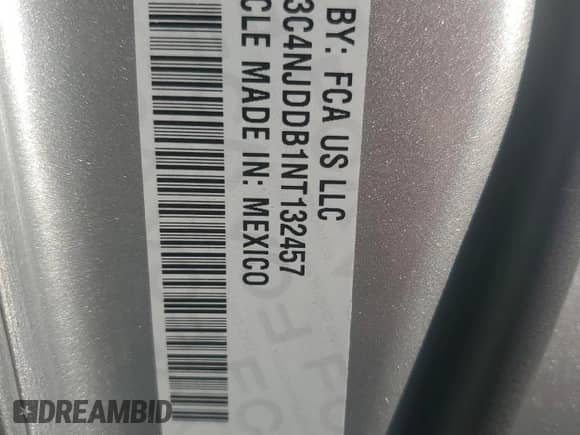 BY: FCA US LLC
3C4NJDDB1NT132457
CLE MADE IN: MEXICO
DREAMBID